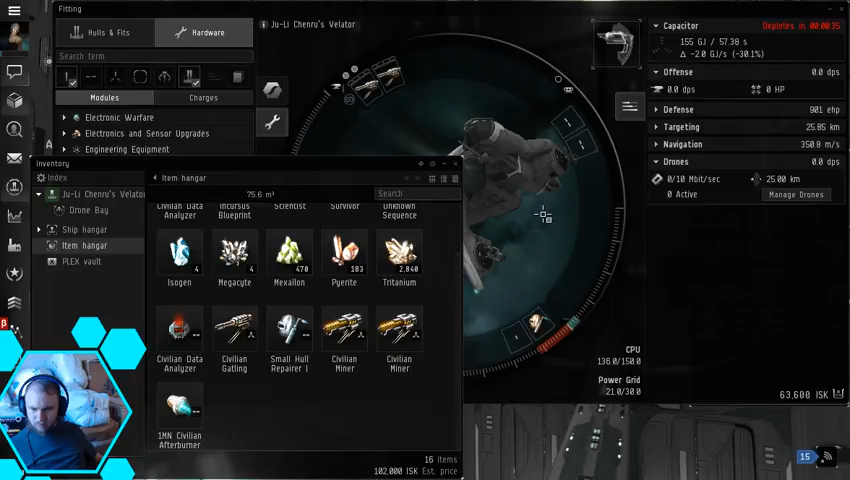 Fitting
Hulls & Fits
Hardware
Search term
Modules
Charges
Electronic Warfare
Electronics and Sensor Upgrades
Engineering Equipment
Ju-Li Chenru's Velator
Capacitor
Depletes in 00:00:35
155 GJ / 57.38 s
Δ -2.0 GJ/s (-30.1%)
Offense
0.0 dps
0.0 dps
0 HP
Defense
901 ehp
Targeting
25.85 km
Navigation
350.8 m/s
Drones
0.0 dps
0/10 Mbit/sec
25.00 km
0 Active
Manage Drones
CPU
136.0/150.0
Power Grid
21.0/30.0
63,600 ISK
Inventory
Index
Ju-Li Chenru's Velator
Drone Bay
Ship hangar
Item hangar
PLEX vault
Item hangar
75.6 m³
Search
Civilian Data
Analyzer
Incursus
Blueprint
Scientist
Survivor
Unknown
Sequence
4
4
470
183
2,840
Isogen
Megacyte
Mexallon
Pyerite
Tritanium
Civilian Data
Analyzer
Civilian
Gatling
Small Hull
Repairer I
Civilian
Miner
Civilian
Miner
1MN Civilian
Afterburner
16 Items
102,000 ISK Est. price
β
15